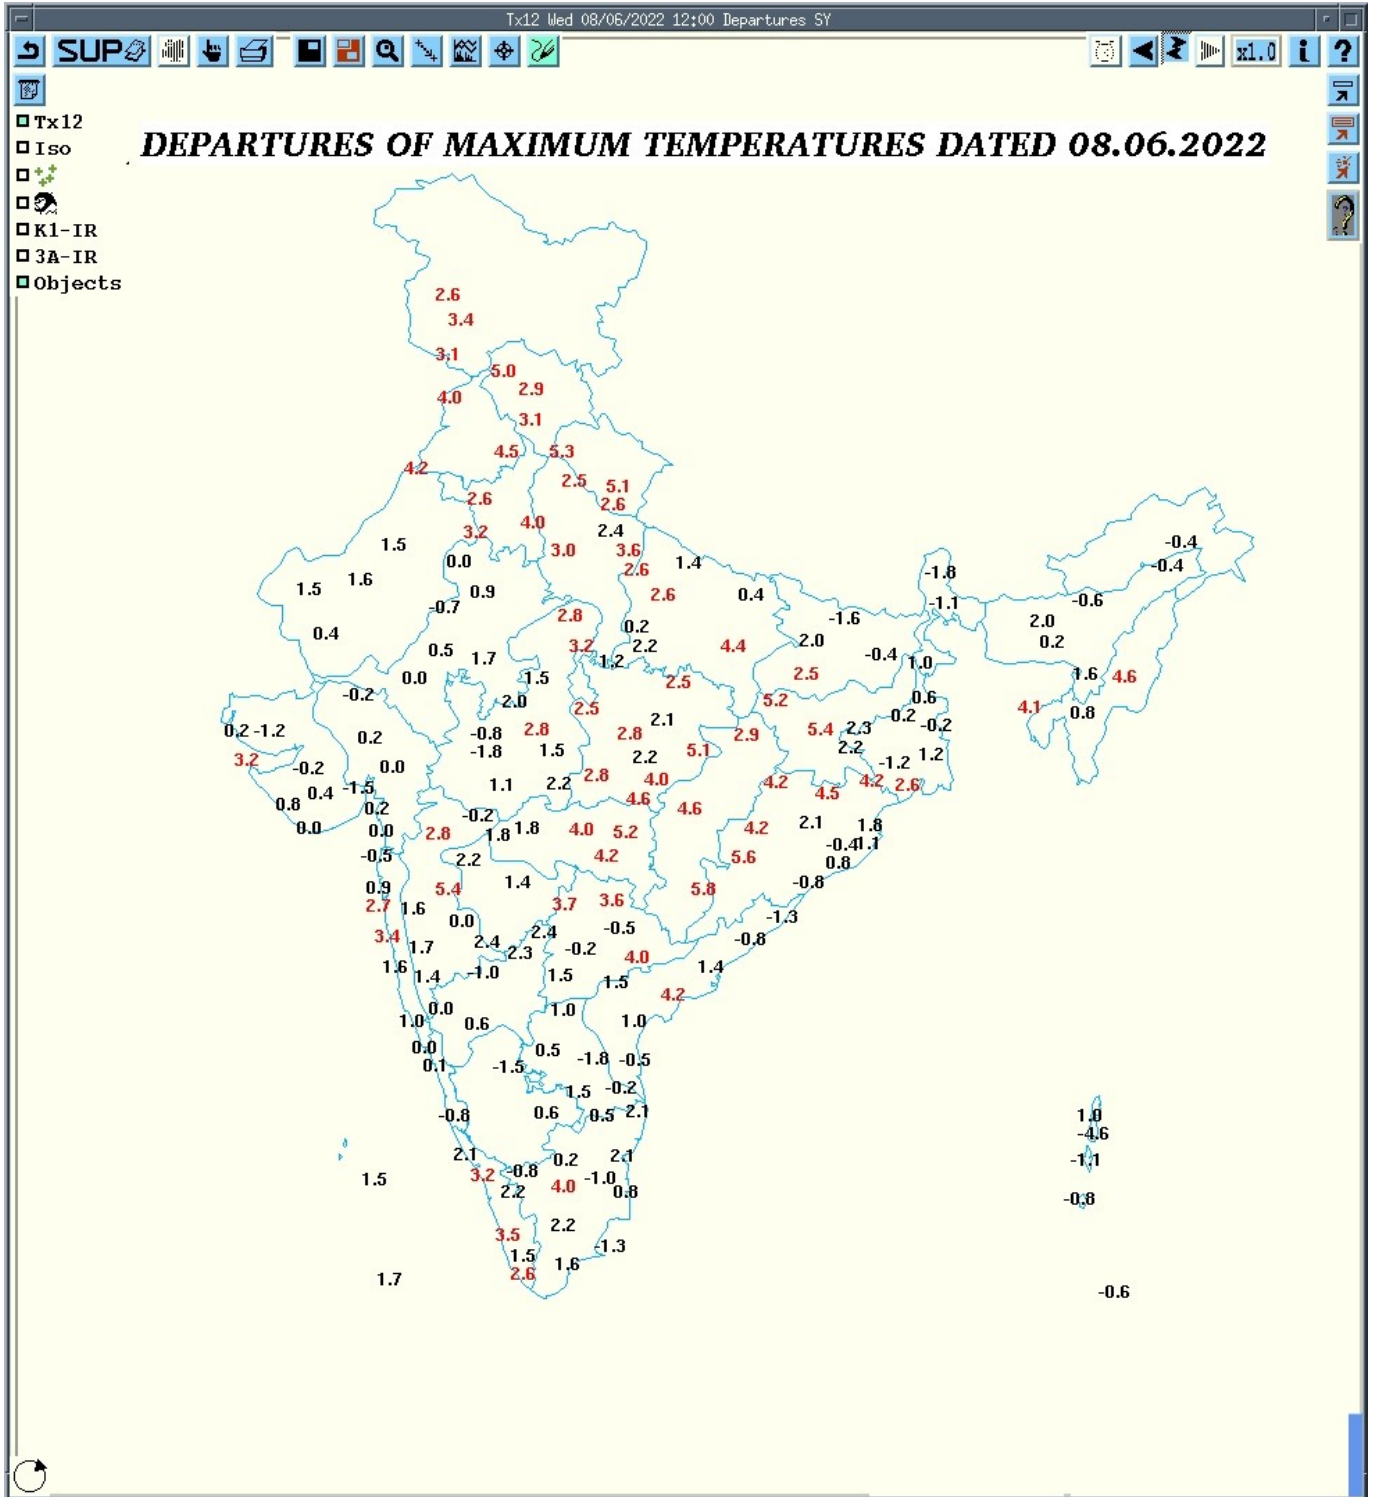 Tx12 Wed 08/06/2022 12:00 Departures SY
SUP x1.0 i ?
Tx12
Iso
K1-IR
3A-IR
Objects
DEPARTURES OF MAXIMUM TEMPERATURES DATED 08.06.2022
2.6
3.4
3.1
5.0
2.9
4.0
3.1
4.5 5.3
4.2
2.5 5.1
2.6 2.6
4.0
3.2 2.4
1.5 3.0 3.6 -0.4
0.0 1.4 -0.4
2.6 -1.8
1.5 1.6 0.9 2.6 0.4 -0.6
-0.7 -1.1
2.8 -1.6 2.0
0.4 0.2 2.0 0.2
0.5 3.2 2.2 4.4 -0.4
1.7 1.2 1.0
0.0 1.5 2.5 2.5 1.6 4.6
-0.2 2.0 5.2 0.6
2.5 4.1 0.8
0.2 -1.2 2.8 2.1 5.4 2.3 0.2 -0.2
0.2 -0.8 2.8 2.9
-1.8 1.5 5.1 2.2 1.2
3.2 2.2 -1.2
-0.2 0.0 2.8 4.0
1.1 2.2 4.2 4.2 2.6
0.4 -1.5 4.5
0.8 0.2 4.6 4.6
-0.2
0.0 0.0 2.8 1.8 1.8 4.0 5.2 4.2 2.1 1.8
-0.4 1.1
-0.5 2.2 4.2 5.6 0.8
0.9 5.4 1.4 5.8 -0.8
2.7 1.6 3.7 3.6
0.0 -0.5 -1.3
3.4 1.7 2.4 2.4 -0.8
2.3 -0.2 4.0
1.6 1.4 -1.0 1.5 1.5 1.4
4.2
0.0 1.0
1.0 0.6 1.0
0.0 0.5
0.1 -1.5 -1.8 -0.5
1.5 -0.2
-0.8 0.6 0.5 2.1 1.0
-4.6
2.1 0.2 2.1 -1.1
1.5 3.2 -0.8 -1.0
2.2 4.0 0.8 -0.8
2.2
3.5
1.5 -1.3
1.7 2.6 1.6
-0.6